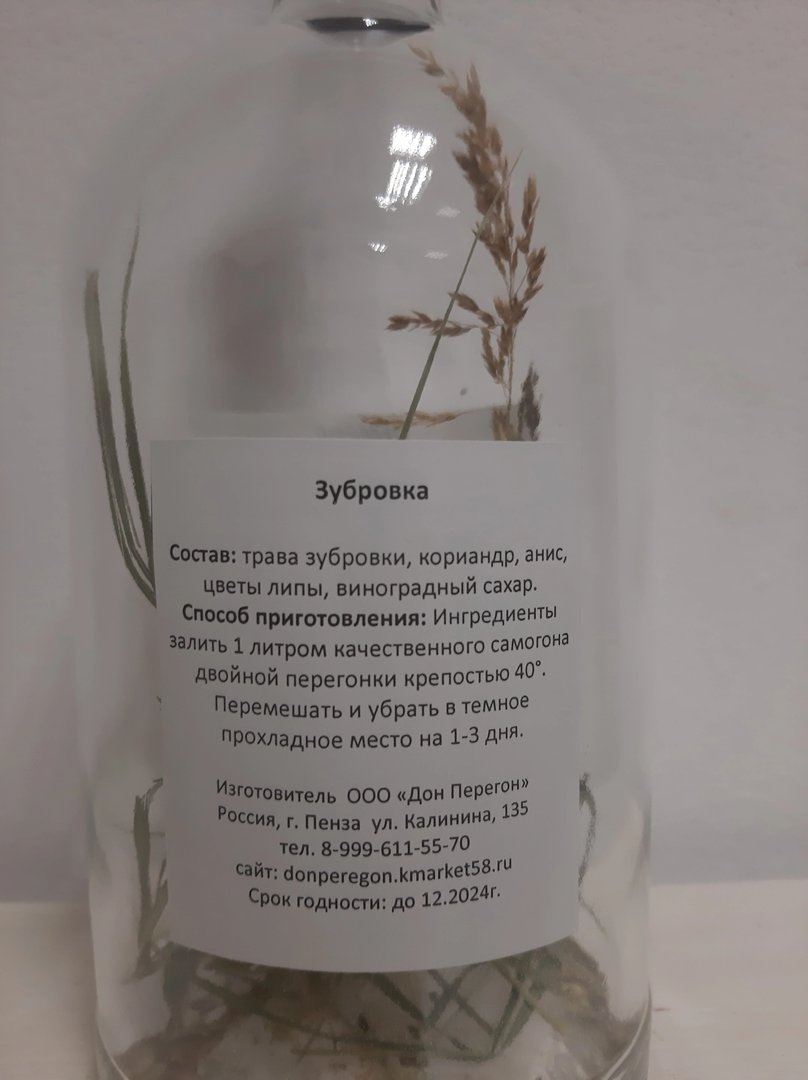 Зубровка
Состав: трава зубровки, кориандр, анис,
цветы липы, виноградный сахар.
Способ приготовления: Ингредиенты
залить 1 литром качественного самогона
двойной перегонки крепостью 40°.
Перемешать и убрать в темное
прохладное место на 1-3 дня.
Изготовитель ООО «Дон Перегон»
Россия, г. Пенза ул. Калинина, 135
тел. 8-999-611-55-70
сайт: donperegon.kmarket58.ru
Срок годности: до 12.2024г.